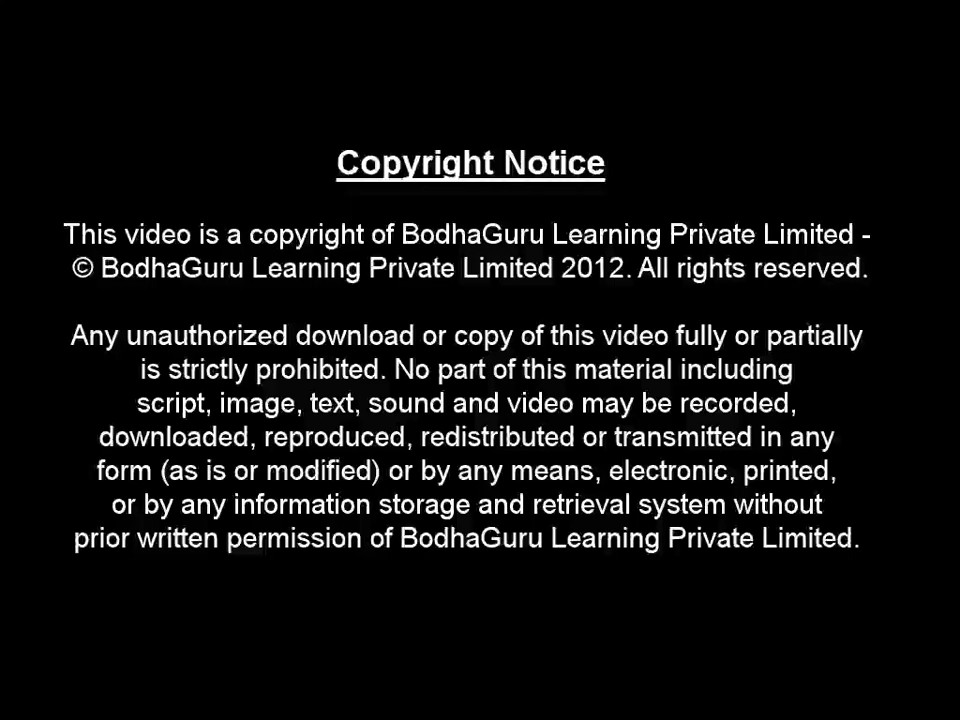 Copyright Notice
This video is a copyright of BodhaGuru Learning Private Limited -
© BodhaGuru Learning Private Limited 2012. All rights reserved.
Any unauthorized download or copy of this video fully or partially
is strictly prohibited. No part of this material including
script, image, text, sound and video may be recorded,
downloaded, reproduced, redistributed or transmitted in any
form (as is or modified) or by any means, electronic, printed,
or by any information storage and retrieval system without
prior written permission of BodhaGuru Learning Private Limited.